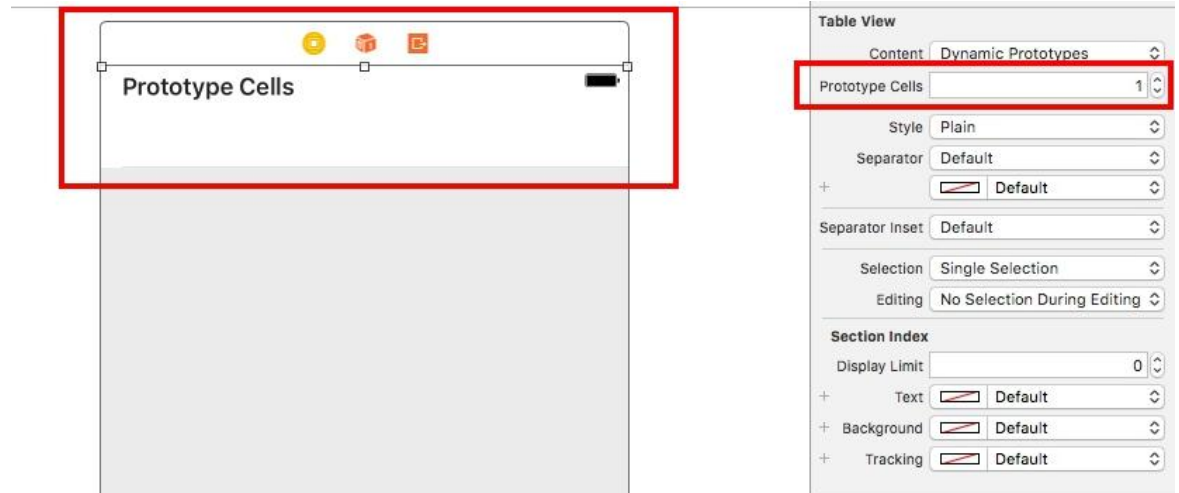 Prototype Cells
Table View
Content Dynamic Prototypes
Prototype Cells 1
Style Plain
Separator Default
+ Default
Separator Inset Default
Selection Single Selection
Editing No Selection During Editing
Section Index
Display Limit 0
+ Text Default
+ Background Default
+ Tracking Default